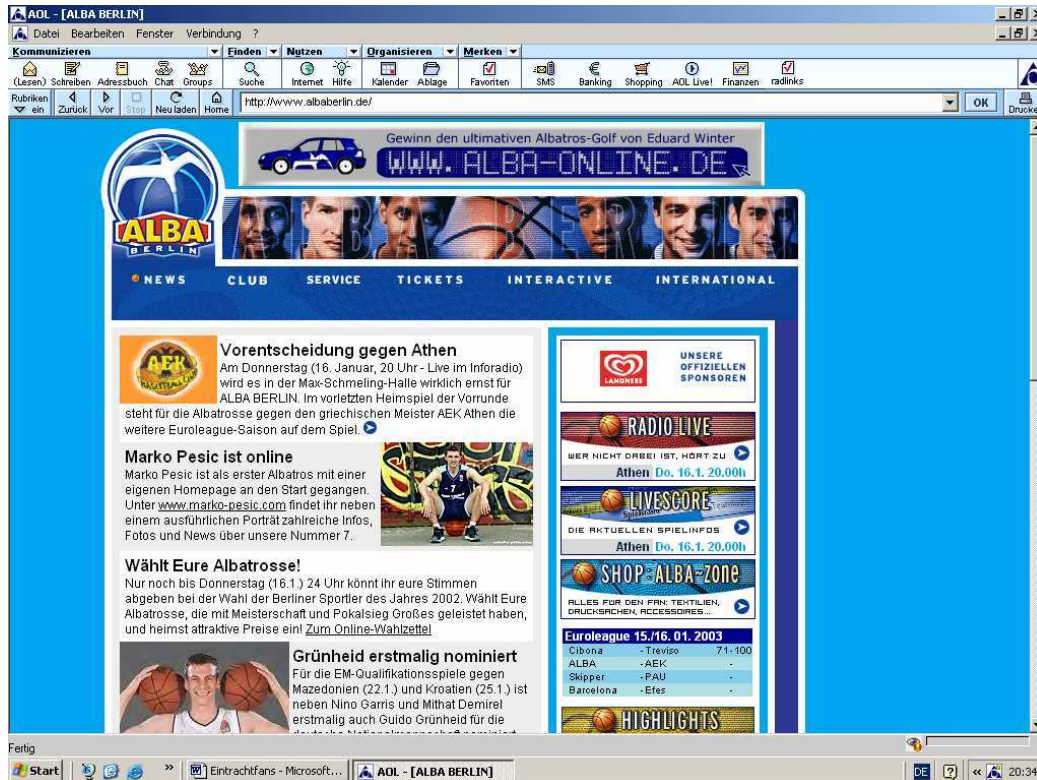 AOL - [ALBA BERLIN]
Datei Bearbeiten Fenster Verbindung ?
Kommunizieren Finden Nutzen Organisieren Merken
(Lesen) Schreiben Adressbuch Chat Groups Suche Internet Hilfe Kalender Ablage Favoriten SMS Banking Shopping AOL Live! Finanzen radlinks
Rubriken ein Zurück Vor Stop Neu laden Home http://www.albaberlin.de/ OK Drucke
Gewinn den ultimativen Albatros-Golf von Eduard Winter
WWW.ALBA-ONLINE.DE
ALBA
BERLIN
ALBA BERLIN
NEWS CLUB SERVICE TICKETS INTERACTIVE INTERNATIONAL
AEK
BASKETBALL CLUB
Vorentscheidung gegen Athen
Am Donnerstag (16. Januar, 20 Uhr - Live im Inforadio)
wird es in der Max-Schmeling-Halle wirklich ernst für
ALBA BERLIN. Im vorletzten Heimspiel der Vorrunde
steht für die Albatrosse gegen den griechischen Meister AEK Athen die
weitere Euroleague-Saison auf dem Spiel.
Marko Pesic ist online
Marko Pesic ist als erster Albatros mit einer
eigenen Homepage an den Start gegangen.
Unter www.marko-pesic.com findet ihr neben
einem ausführlichen Porträt zahlreiche Infos,
Fotos und News über unsere Nummer 7.
7
Wählt Eure Albatrosse!
Nur noch bis Donnerstag (16.1.) 24 Uhr könnt ihr eure Stimmen
abgeben bei der Wahl der Berliner Sportler des Jahres 2002. Wählt Eure
Albatrosse, die mit Meisterschaft und Pokalsieg Großes geleistet haben,
und heimst attraktive Preise ein! Zum Online-Wahlzettel
Grünheid erstmalig nominiert
Für die EM-Qualifikationsspiele gegen
Mazedonien (22.1.) und Kroatien (25.1.) ist
neben Nino Garris und Mithat Demirel
erstmalig auch Guido Grünheid für die
deutsche Nationalmannschaft nominiert
LANGNESE
UNSERE
OFFIZIELLEN
SPONSOREN
RADIO LIVE
WER NICHT DABEI IST, HÖRT ZU
Athen Do. 16.1. 20.00h
LIVESCORE
DIE AKTUELLEN SPIELINFOS
Athen Do. 16.1. 20.00h
SHOP:ALBA-ZONE
ALLES FÜR DEN FAN: TEXTILIEN,
DRUCKSACHEN, ACCESSOIRES...
Euroleague 15./16. 01. 2003
Cibona - Treviso 71-100
ALBA - AEK -
Skipper - PAU -
Barcelona - Efes -
HIGHLIGHTS
Fertig
Start » Eintrachtfans - Microsoft... AOL - [ALBA BERLIN] DE « 20:34